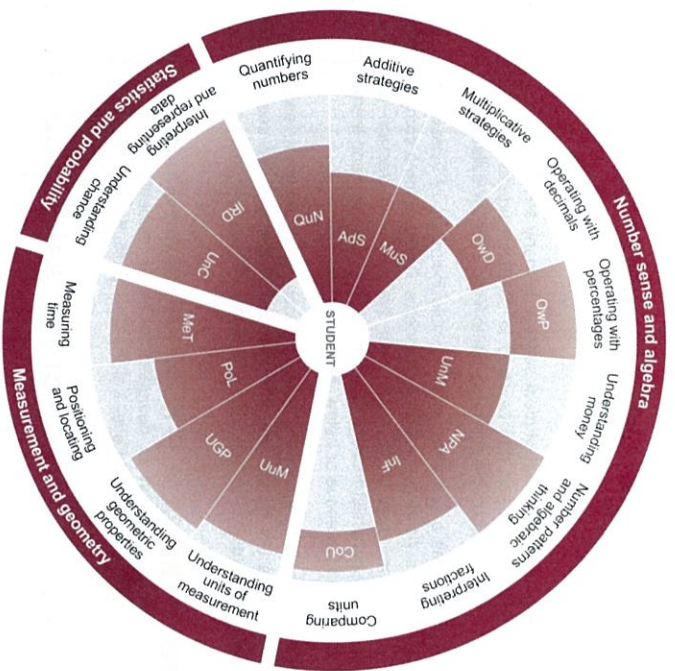 Number sense and algebra
Quantifying
numbers
Additive
strategies
Multiplicative
strategies
Operating with
decimals
Operating with
percentages
Understanding
money
Number patterns
and algebraic
thinking
Interpreting
fractions
Comparing
units
Measurement and geometry
Understanding
units of
measurement
Understanding
geometric
properties
Positioning
and locating
Measuring
time
Statistics and probability
Understanding
chance
Interpreting
and representing
data
QuN
AdS
MuS
OwD
OwP
UnM
NPA
InF
CoU
UuM
UGP
PoL
MeT
UnC
IRD
STUDENT